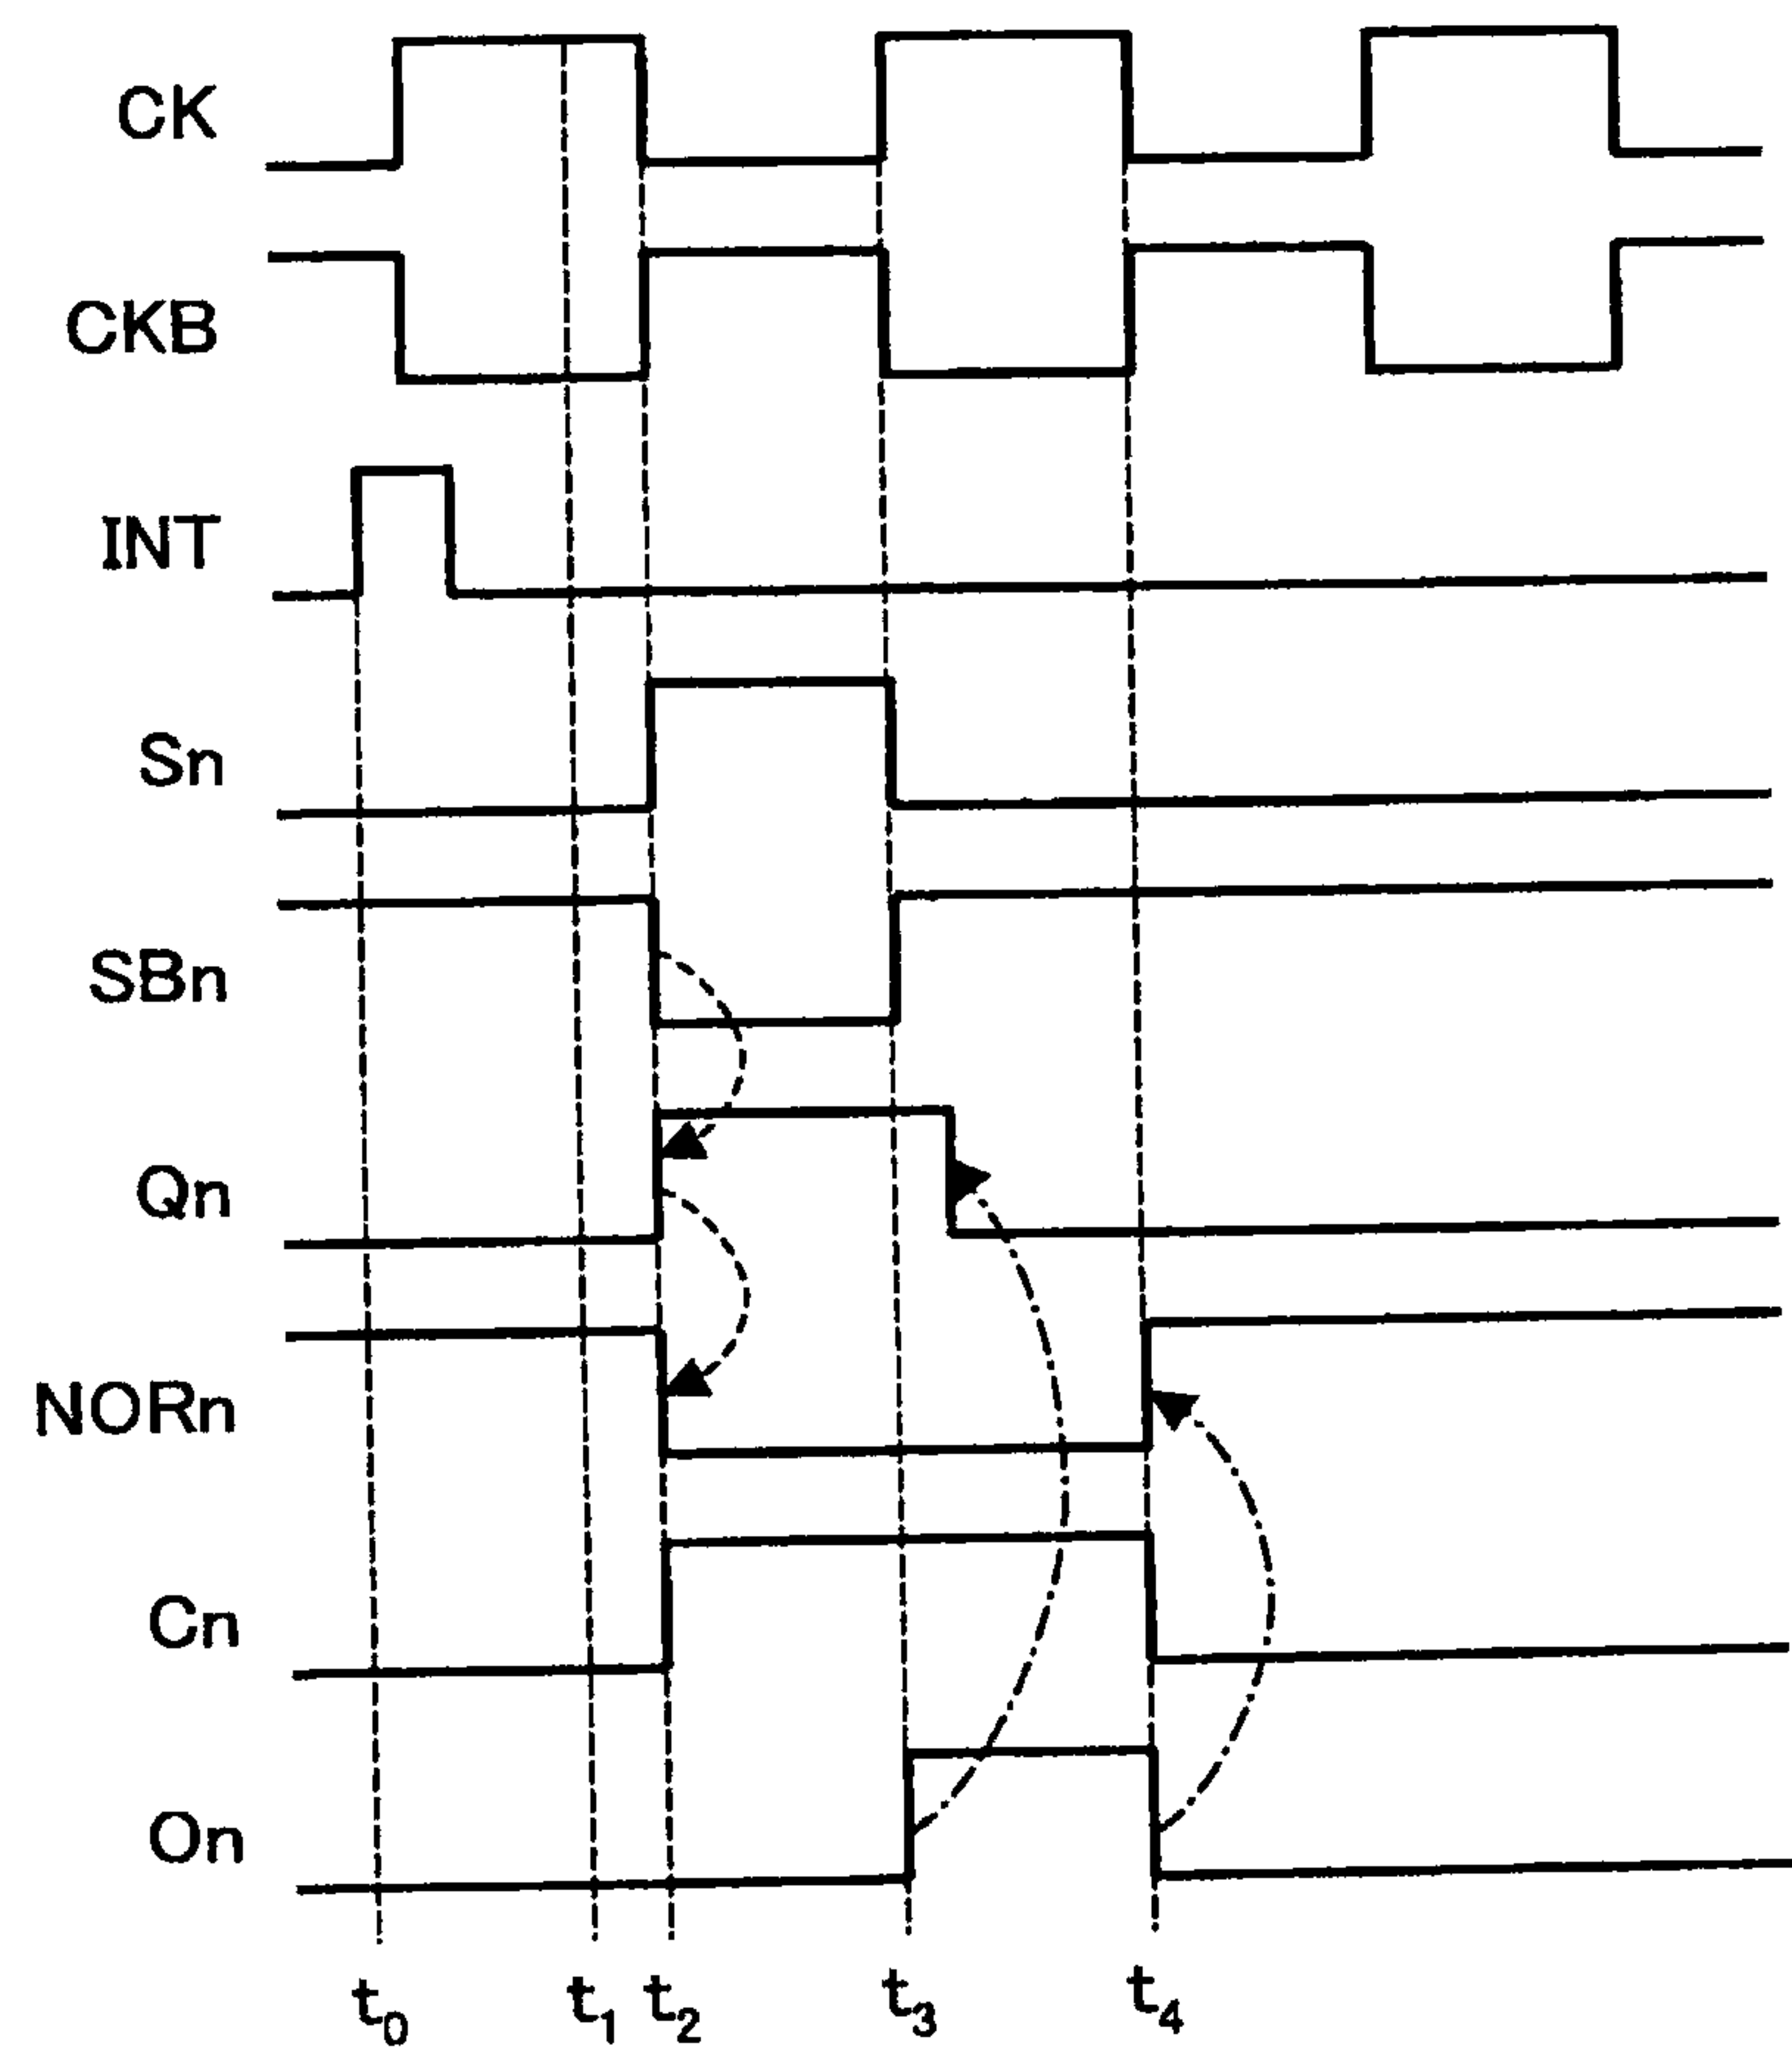 CK
CKB
INT
Sn
SBn
Qn
NORn
Cn
On
t0 t1 t2 t3 t4